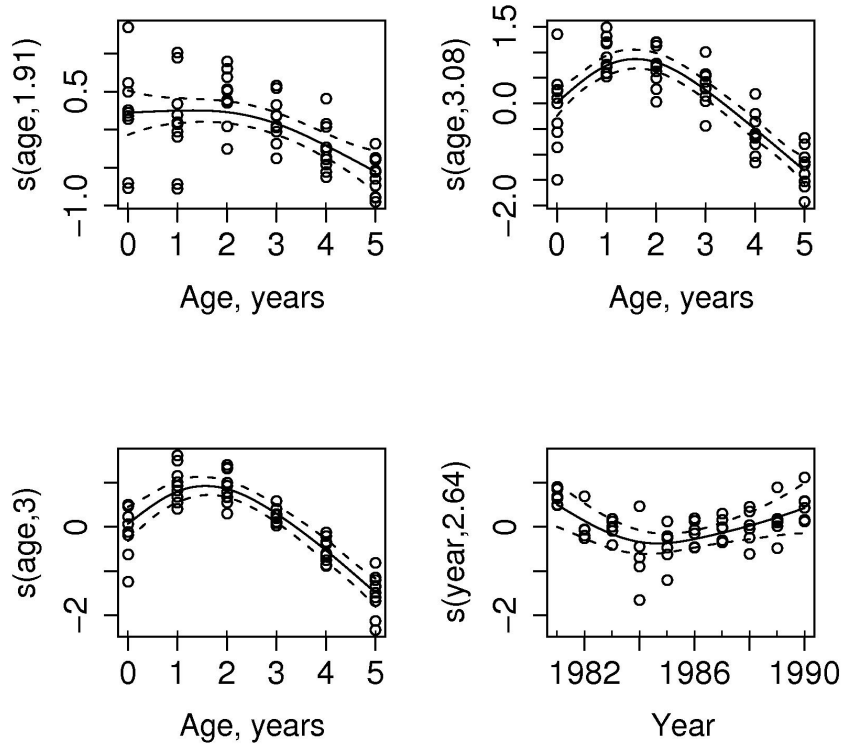 s(age,1.91)
0.5
−1.0
0 1 2 3 4 5
Age, years
s(age,3.08)
1.5
0.0
−2.0
0 1 2 3 4 5
Age, years
s(age,3)
0
−2
0 1 2 3 4 5
Age, years
s(year,2.64)
0
−2
1982 1986 1990
Year